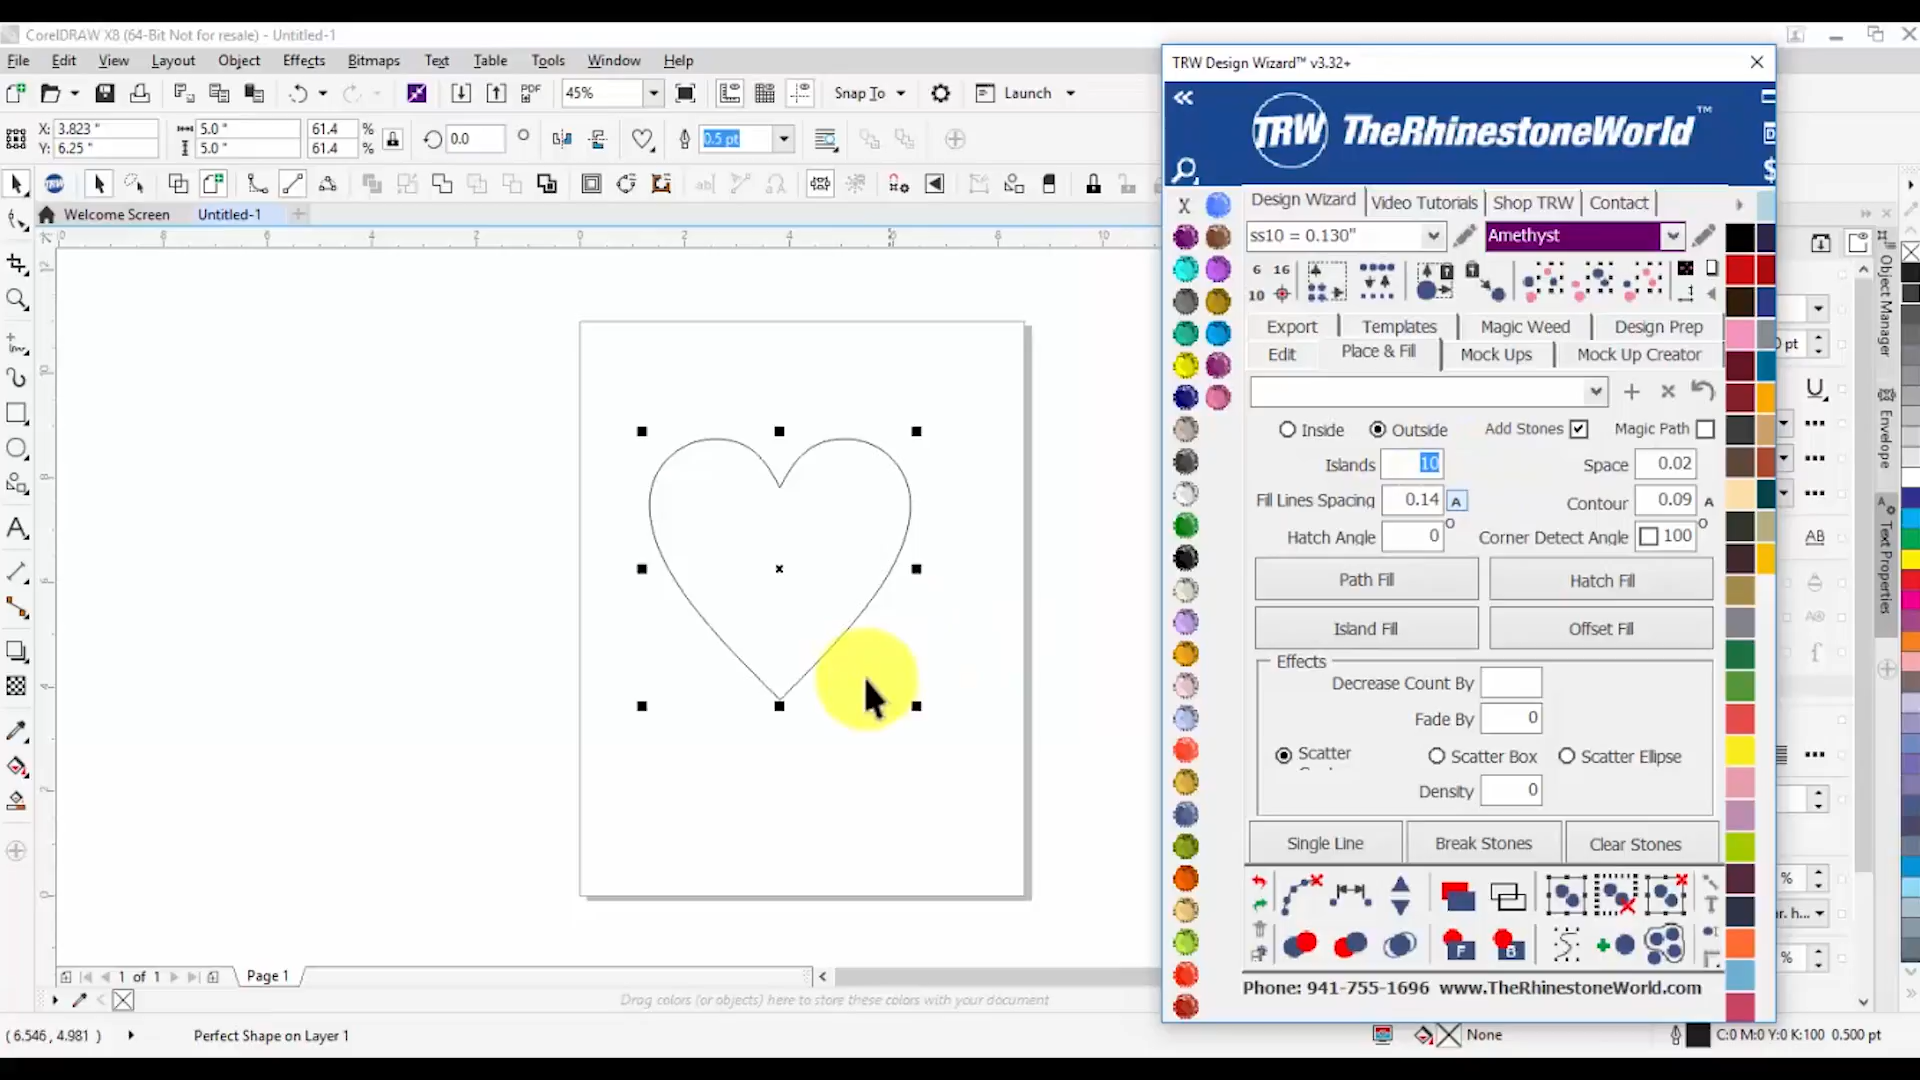 CorelDRAW X8 (64-Bit Not for resale) - Untitled-1
File Edit View Layout Object Effects Bitmaps Text Table Tools Window Help
PDF 45% Snap To Launch
X: 3.823 " 5.0 " 61.4 % 0.0 0.5 pt
Y: 6.25 " 5.0 " 61.4 %
Welcome Screen Untitled-1
TRW Design Wizard™ v3.32+
TRW TheRhinestoneWorld™
Design Wizard Video Tutorials Shop TRW Contact
ss10 = 0.130" Amethyst
6 16
10
Export Templates Magic Weed Design Prep
Edit Place & Fill Mock Ups Mock Up Creator
Inside Outside Add Stones Magic Path
Islands 10 Space 0.02
Fill Lines Spacing 0.14 A Contour 0.09 A
Hatch Angle 0 Corner Detect Angle 100
Path Fill Hatch Fill
Island Fill Offset Fill
Effects
Decrease Count By
Fade By 0
Scatter Scatter Box Scatter Ellipse
Density 0
Single Line Break Stones Clear Stones
Phone: 941-755-1696 www.TheRhinestoneWorld.com
Object Manager
Envelope
Text Properties
1 of 1 Page 1
Drag colors (or objects) here to store these colors with your document
( 6.546 , 4.981 ) Perfect Shape on Layer 1 None C:0 M:0 Y:0 K:100 0.500 pt